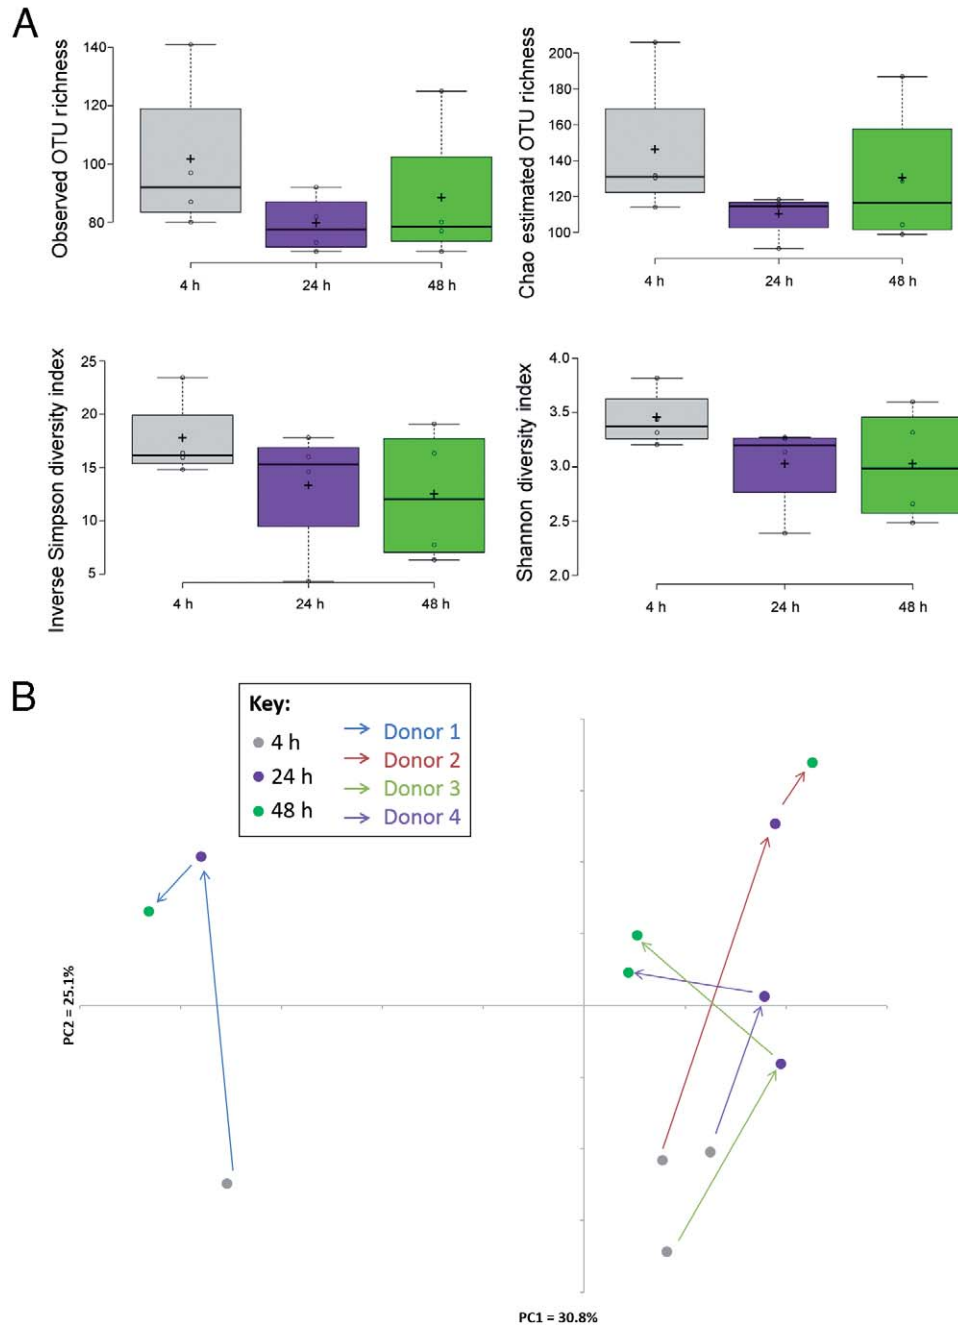 A
Observed OTU richness
140
120
100
80
4 h
24 h
48 h
Chao estimated OTU richness
200
180
160
140
120
100
4 h
24 h
48 h
Inverse Simpson diversity index
25
20
15
10
5
4 h
24 h
48 h
Shannon diversity index
4.0
3.5
3.0
2.5
2.0
4 h
24 h
48 h
B
Key:
4 h
24 h
48 h
Donor 1
Donor 2
Donor 3
Donor 4
PC2 = 25.1%
PC1 = 30.8%